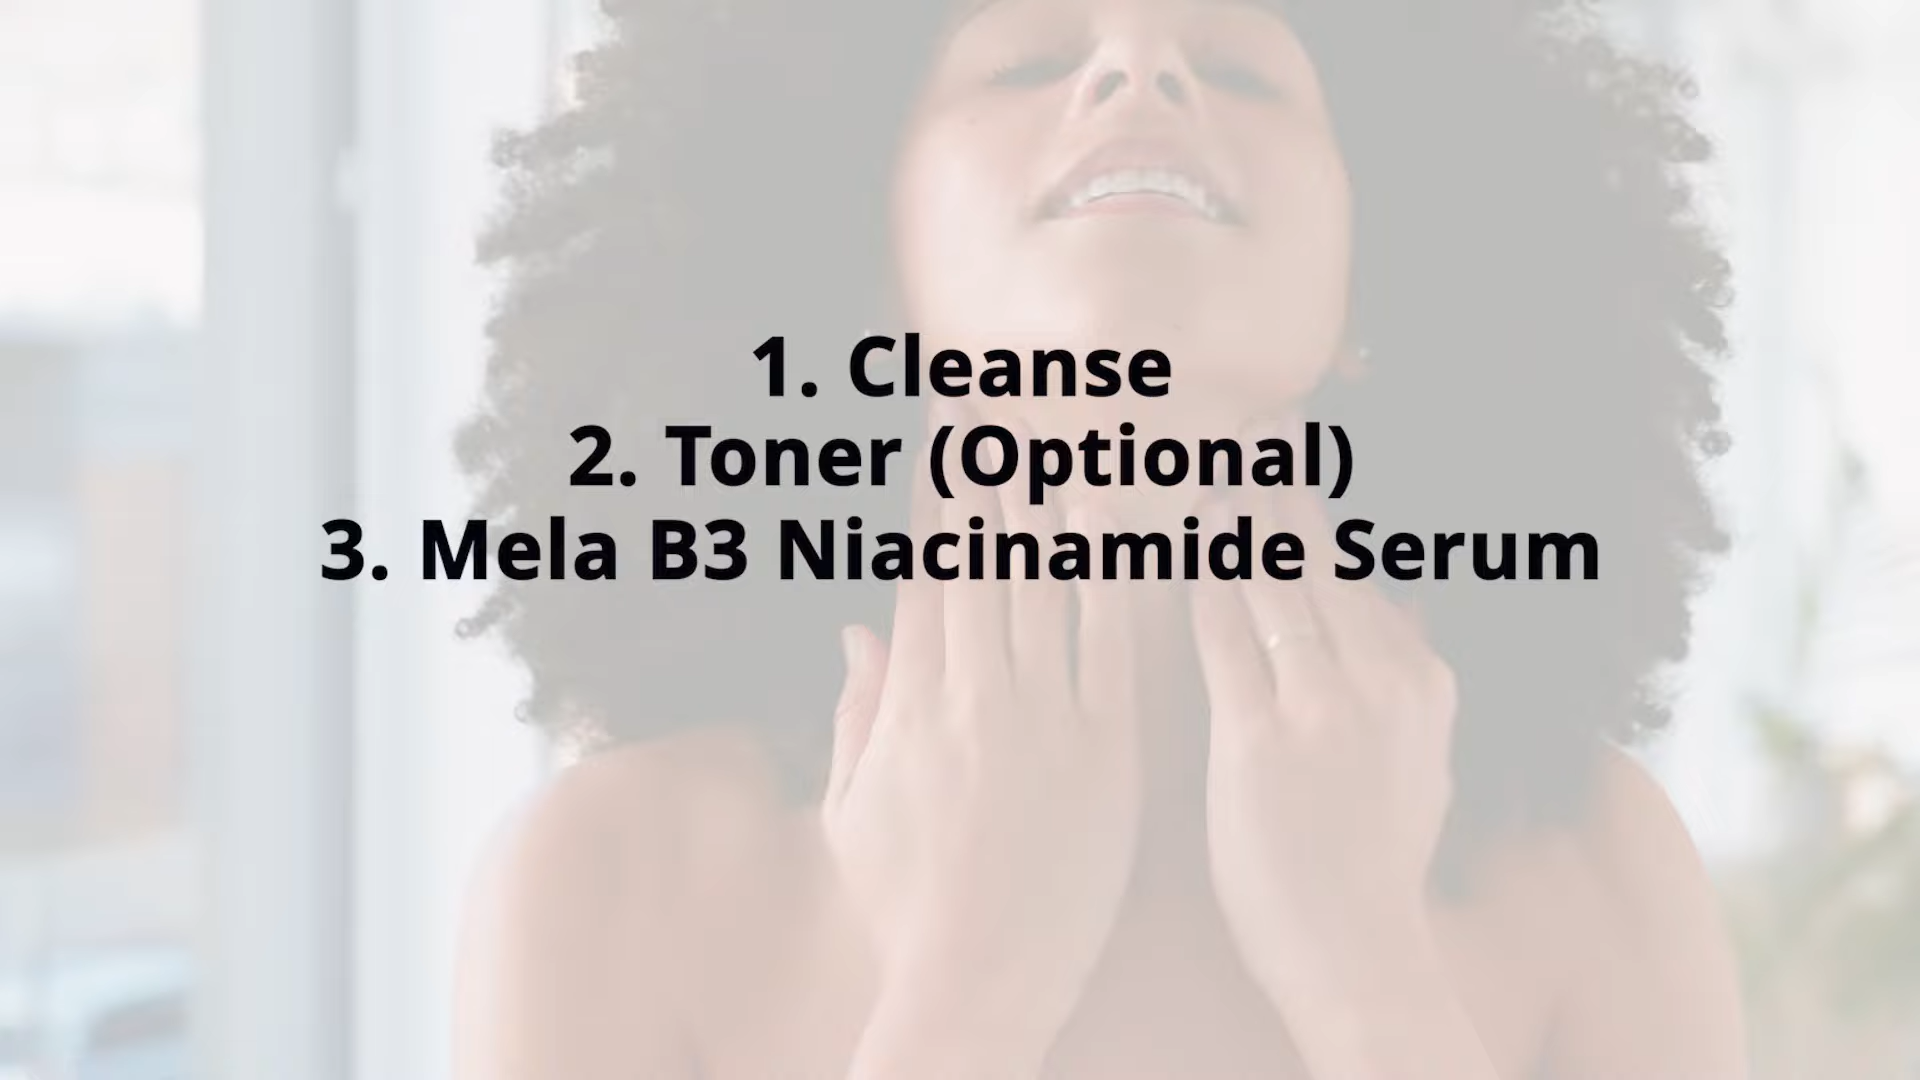 1. Cleanse
2. Toner (Optional)
3. Mela B3 Niacinamide Serum